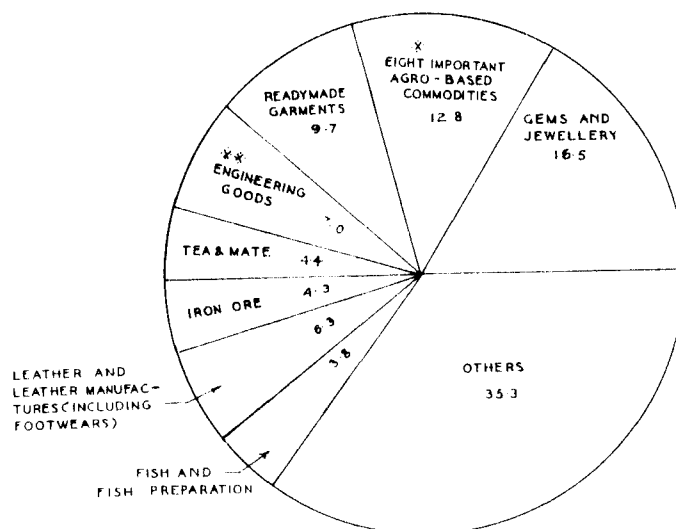 *
EIGHT IMPORTANT
AGRO-BASED
COMMODITIES
12.8
GEMS AND
JEWELLERY
16.5
READYMADE
GARMENTS
9.7
**
ENGINEERING
GOODS
7.0
TEA & MATE 4.4
IRON ORE 4.3
6.3
3.8
OTHERS
35.3
LEATHER AND
LEATHER MANUFAC-
TURES (INCLUDING
FOOTWEARS)
FISH AND
FISH PREPARATION